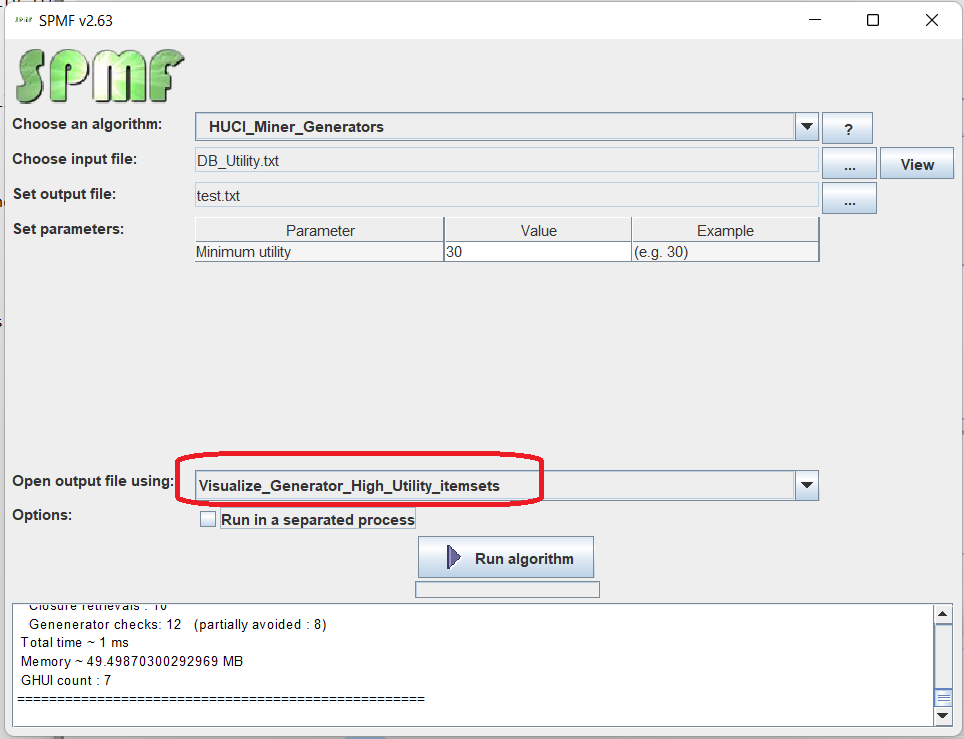 SPMF v2.63
SPMF
Choose an algorithm: HUCI_Miner_Generators ?
Choose input file: DB_Utility.txt ... View
Set output file: test.txt ...
Set parameters: Parameter Value Example
Minimum utility 30 (e.g. 30)
Open output file using: Visualize_Generator_High_Utility_itemsets
Options: Run in a separated process
Run algorithm
Closure retrievals : 10
Genenerator checks: 12 (partially avoided : 8)
Total time ~ 1 ms
Memory ~ 49.49870300292969 MB
GHUI count : 7
====================================================